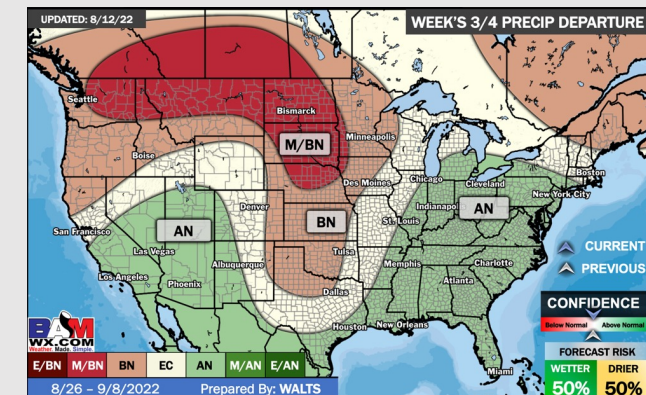 UPDATED: 8/12/22
WEEK'S 3/4 PRECIP DEPARTURE
Seattle
Bismarck
M/BN
Minneapolis
Boise
Boston
Des Moines
Chicago
Cleveland
New York City
Denver
Indianapol
AN
BN
St. Louis
AN
San Francisco
Las Vegas
Tulsa
CURRENT
Albuquerque
Memphis
Charlotte
PREVIOUS
Los Angeles
Phoenix
Atlanta
Dallas
CONFIDENCE
Houston
New Orleans
Below Normal
Above Normal
BAM
WX.COM
Weather. Made. Simple.
FORECAST RISK
E/BN M/BN BN EC AN M/AN E/AN
Miami
WETTER DRIER
8/26 - 9/8/2022 Prepared By: WALTS
50% 50%